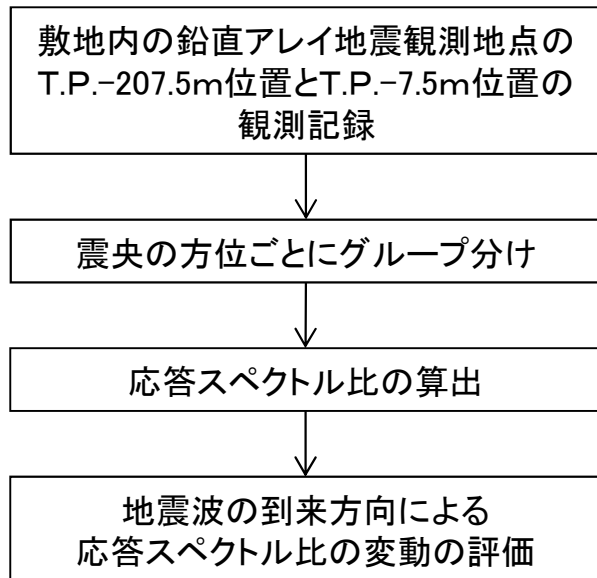 敷地内の鉛直アレイ地震観測地点の
T.P.-207.5m位置とT.P.-7.5m位置の
観測記録
震央の方位ごとにグループ分け
応答スペクトル比の算出
地震波の到来方向による
応答スペクトル比の変動の評価